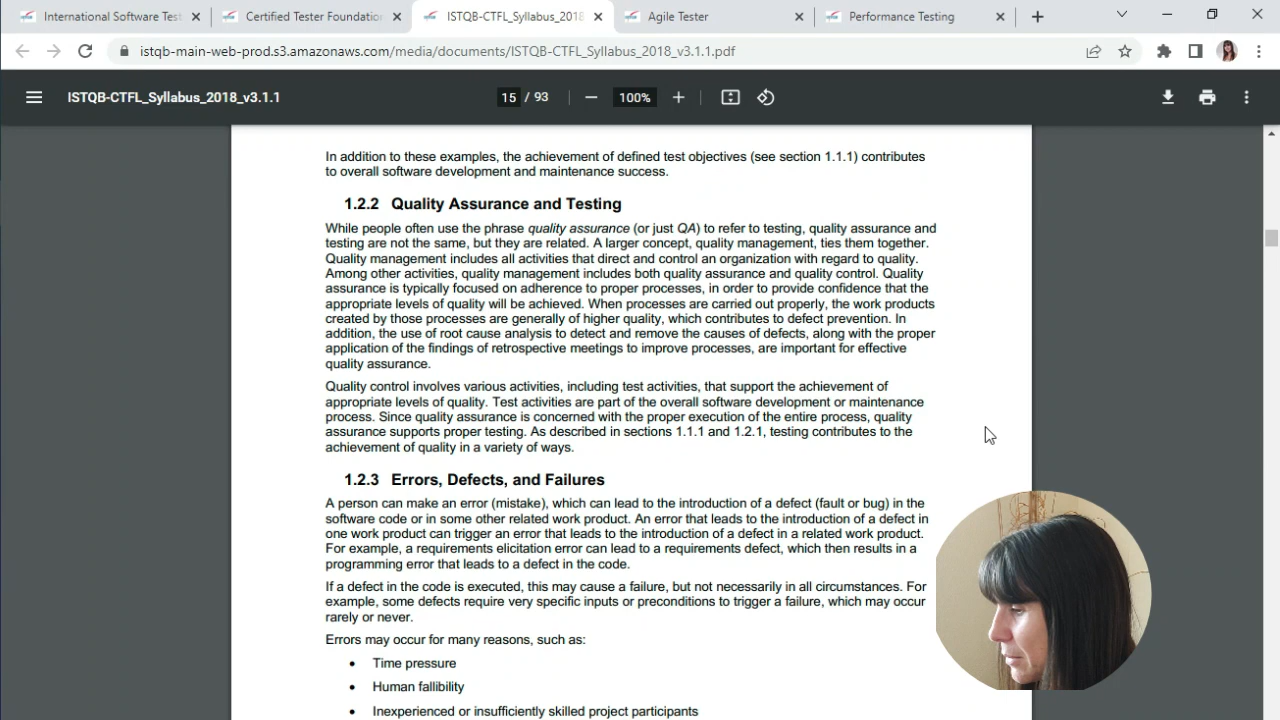 International Software Test
Certified Tester Foundation
ISTQB-CTFL_Syllabus_2018
Agile Tester
Performance Testing
istqb-main-web-prod.s3.amazonaws.com/media/documents/ISTQB-CTFL_Syllabus_2018_v3.1.1.pdf
ISTQB-CTFL_Syllabus_2018_v3.1.1
15 / 93
100%
In addition to these examples, the achievement of defined test objectives (see section 1.1.1) contributes
to overall software development and maintenance success.
1.2.2 Quality Assurance and Testing
While people often use the phrase quality assurance (or just QA) to refer to testing, quality assurance and
testing are not the same, but they are related. A larger concept, quality management, ties them together.
Quality management includes all activities that direct and control an organization with regard to quality.
Among other activities, quality management includes both quality assurance and quality control. Quality
assurance is typically focused on adherence to proper processes, in order to provide confidence that the
appropriate levels of quality will be achieved. When processes are carried out properly, the work products
created by those processes are generally of higher quality, which contributes to defect prevention. In
addition, the use of root cause analysis to detect and remove the causes of defects, along with the proper
application of the findings of retrospective meetings to improve processes, are important for effective
quality assurance.
Quality control involves various activities, including test activities, that support the achievement of
appropriate levels of quality. Test activities are part of the overall software development or maintenance
process. Since quality assurance is concerned with the proper execution of the entire process, quality
assurance supports proper testing. As described in sections 1.1.1 and 1.2.1, testing contributes to the
achievement of quality in a variety of ways.
1.2.3 Errors, Defects, and Failures
A person can make an error (mistake), which can lead to the introduction of a defect (fault or bug) in the
software code or in some other related work product. An error that leads to the introduction of a defect in
one work product can trigger an error that leads to the introduction of a defect in a related work product.
For example, a requirements elicitation error can lead to a requirements defect, which then results in a
programming error that leads to a defect in the code.
If a defect in the code is executed, this may cause a failure, but not necessarily in all circumstances. For
example, some defects require very specific inputs or preconditions to trigger a failure, which may occur
rarely or never.
Errors may occur for many reasons, such as:
• Time pressure
• Human fallibility
• Inexperienced or insufficiently skilled project participants